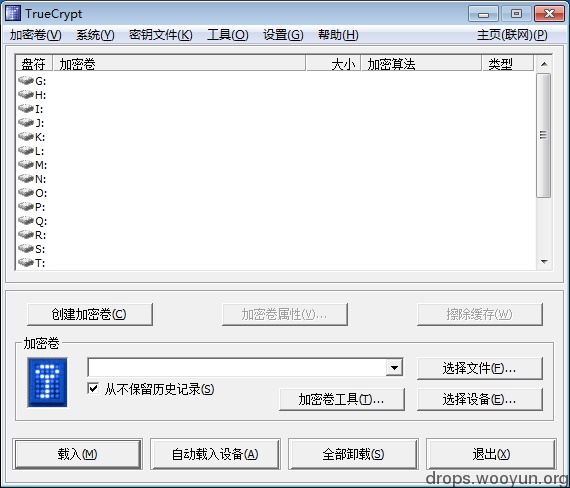 TrueCrypt
加密卷(V) 系统(Y) 密钥文件(K) 工具(O) 设置(G) 帮助(H) 主页(联网)(P)
盘符 加密卷 大小 加密算法 类型
G:
H:
I:
J:
K:
L:
M:
N:
O:
P:
Q:
R:
S:
T:
创建加密卷(C) 加密卷属性(V)... 擦除缓存(W)
加密卷
选择文件(F)...
从不保留历史记录(S)
加密卷工具(T)... 选择设备(E)...
载入(M) 自动载入设备(A) 全部卸载(S) 退出(X)
drops.wooyun.org